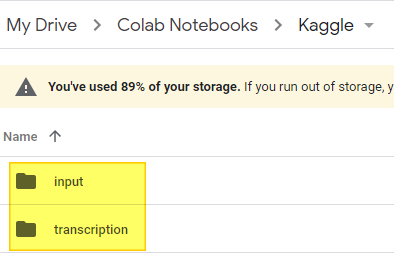 My Drive > Colab Notebooks > Kaggle
You've used 89% of your storage. If you run out of storage, y
Name ↑
input
transcription